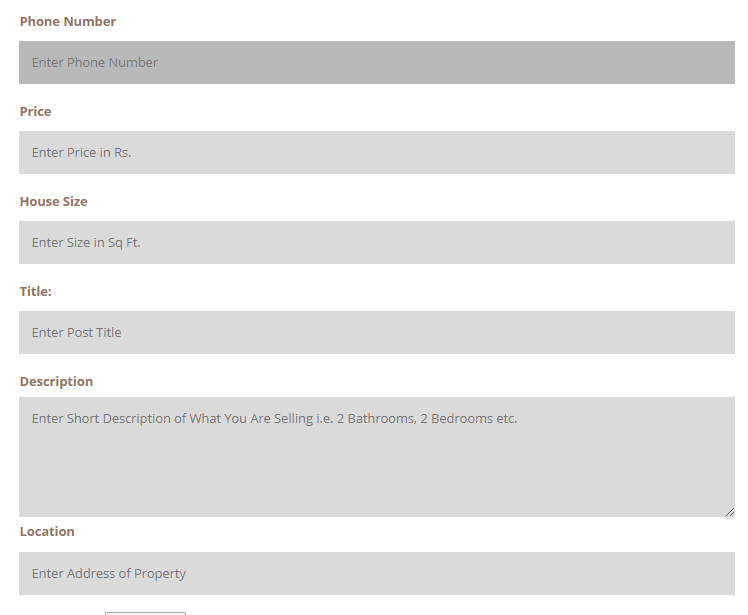 Phone Number
Enter Phone Number
Price
Enter Price in Rs.
House Size
Enter Size in Sq Ft.
Title:
Enter Post Title
Description
Enter Short Description of What You Are Selling i.e. 2 Bathrooms, 2 Bedrooms etc.
Location
Enter Address of Property